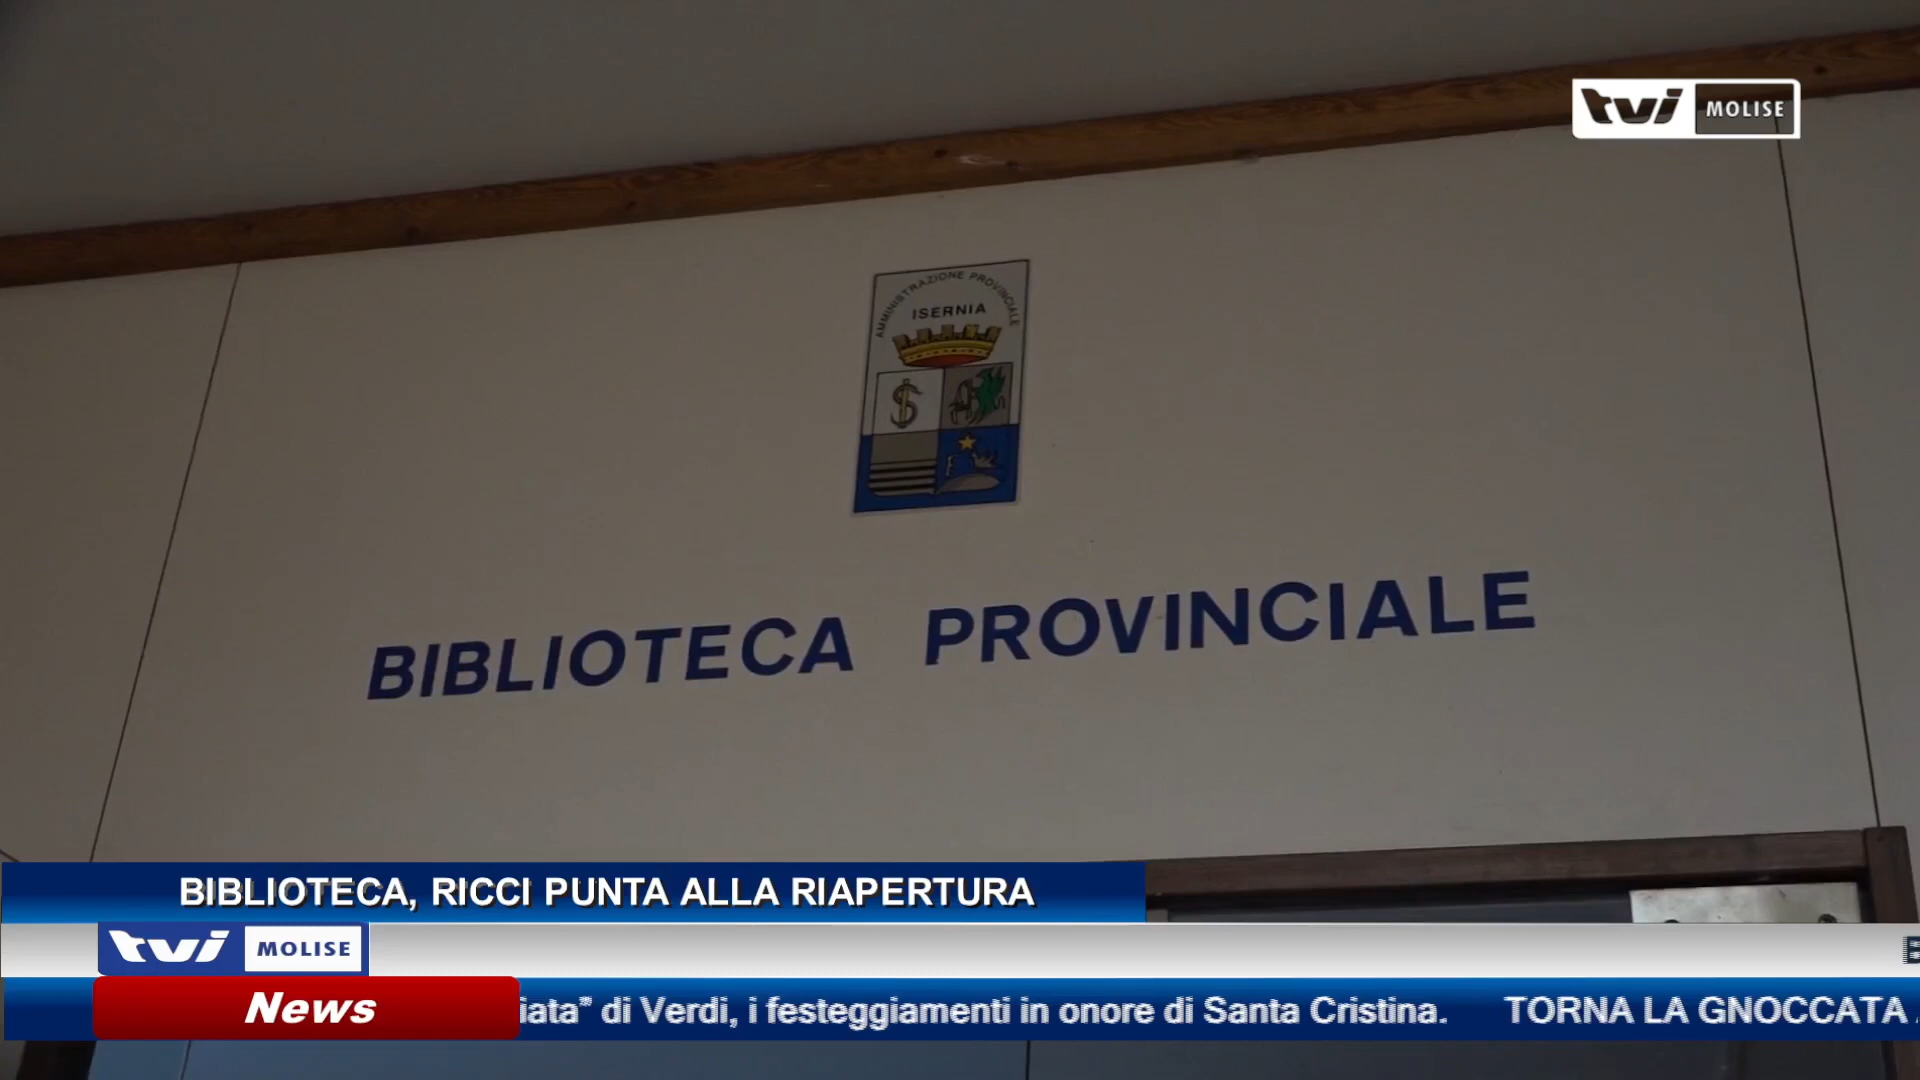 tvi MOLISE
AMMINISTRAZIONE PROVINCIALE
ISERNIA
BIBLIOTECA PROVINCIALE
BIBLIOTECA, RICCI PUNTA ALLA RIAPERTURA
tvi MOLISE
News
iata” di Verdi, i festeggiamenti in onore di Santa Cristina. TORNA LA GNOCCATA